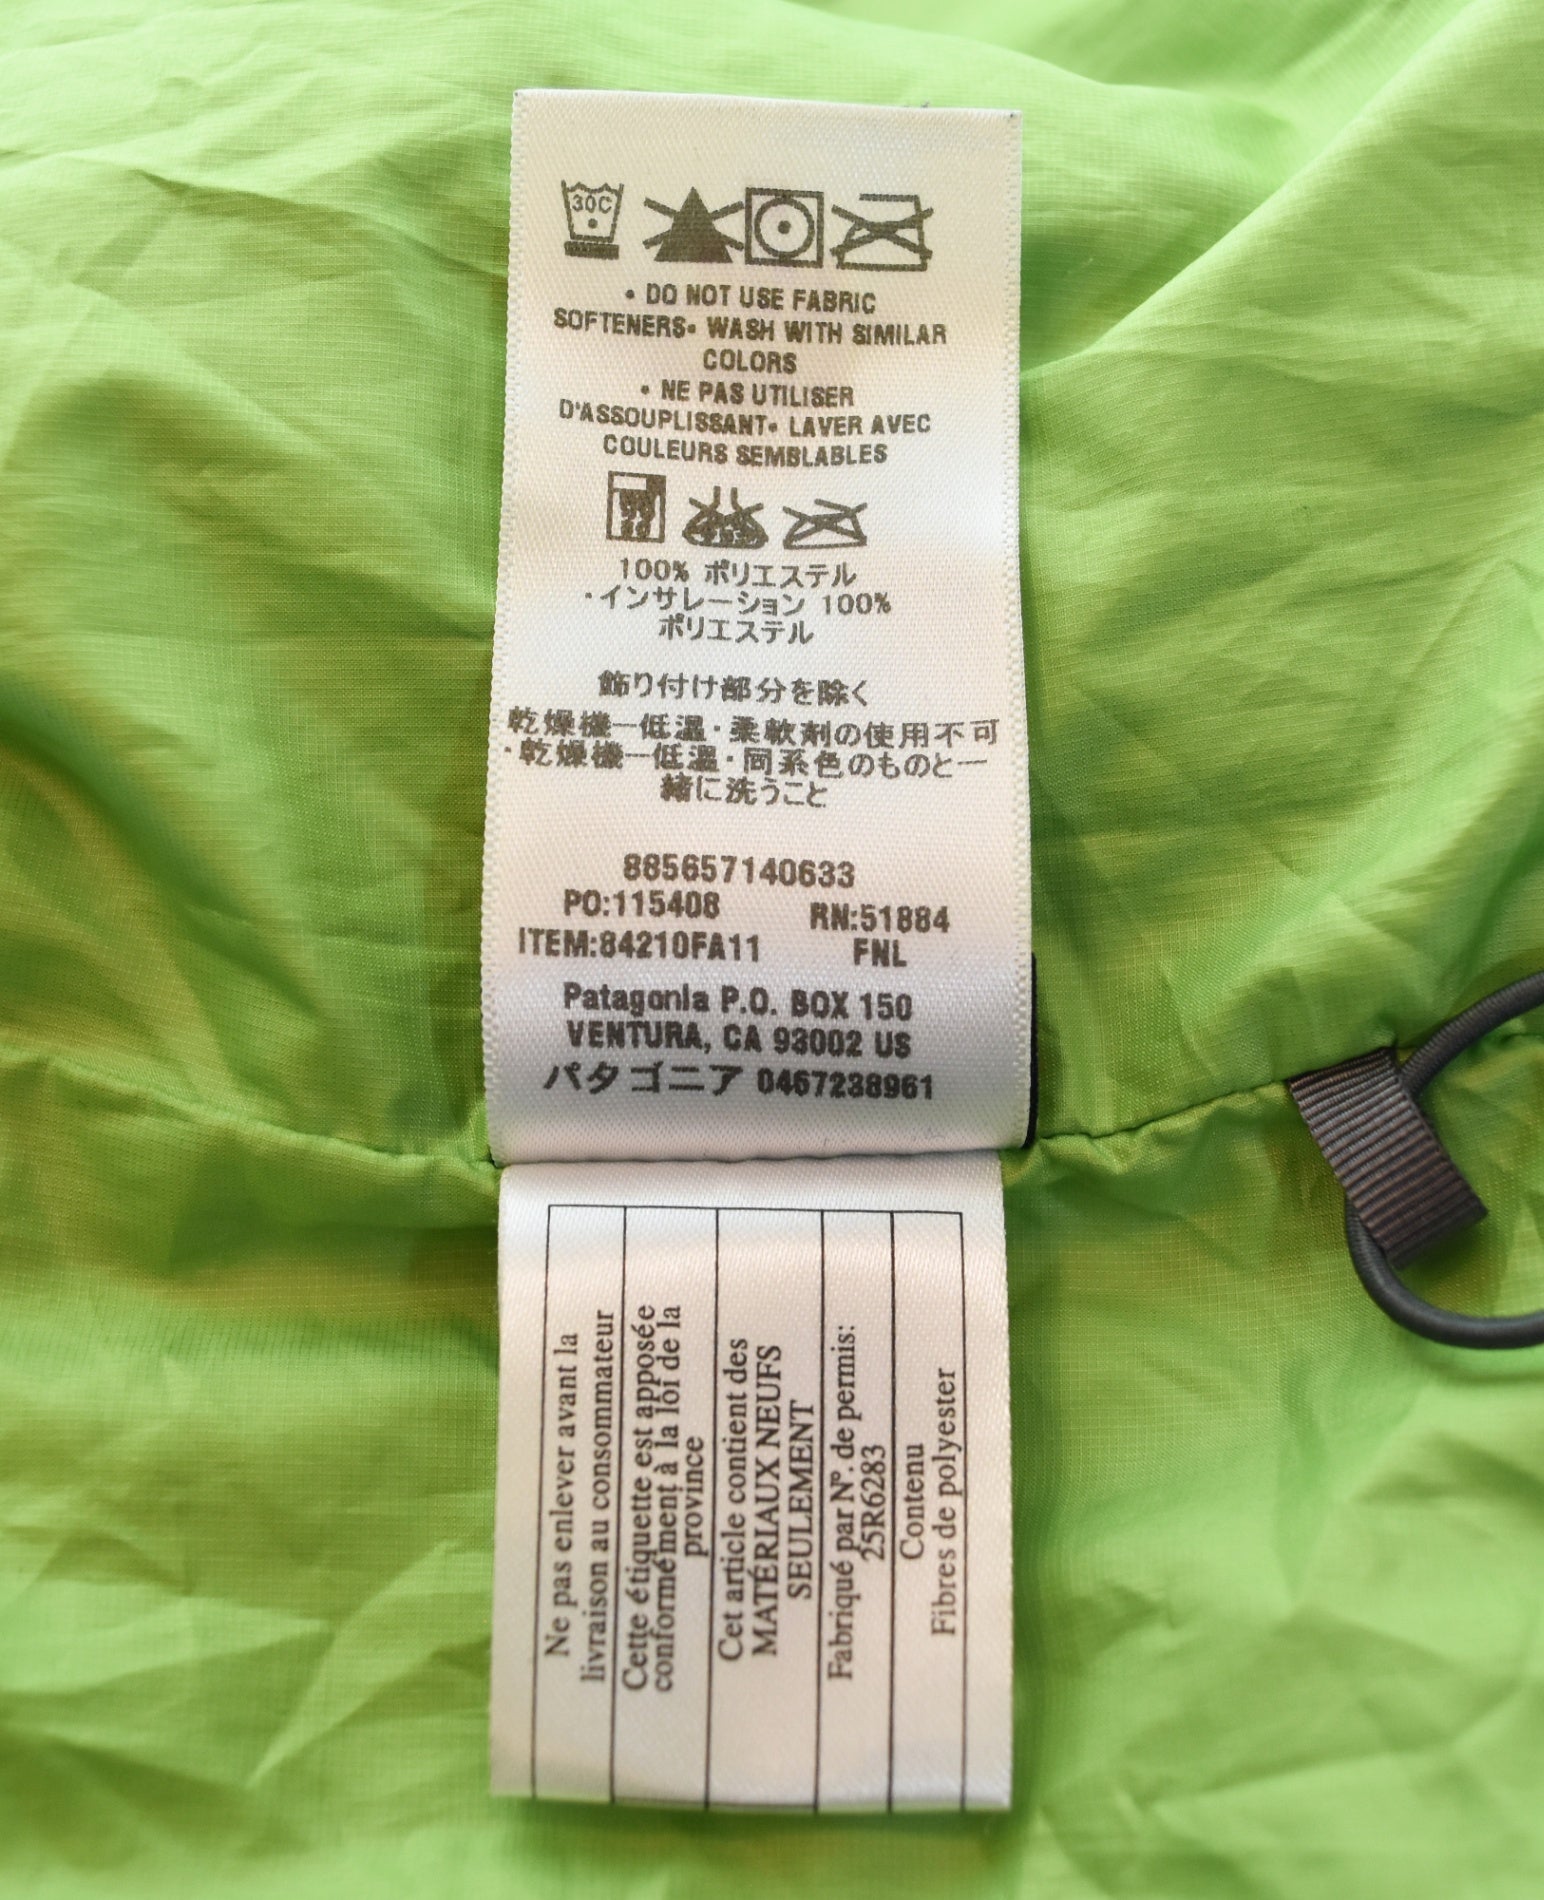 30C
• DO NOT USE FABRIC
SOFTENERS• WASH WITH SIMILAR
COLORS
• NE PAS UTILISER
D'ASSOUPLISSANT• LAVER AVEC
COULEURS SEMBLABLES
100% ポリエステル
・インサレーション 100%
ポリエステル
飾り付け部分を除く
乾燥機ー低温・柔軟剤の使用不可
・乾燥機ー低温・同系色のものと一
緒に洗うこと
885657140633
PO:115408 RN:51884
ITEM:84210FA11 FNL
Patagonia P.O. BOX 150
VENTURA, CA 93002 US
パタゴニア 0467238961
Ne pas enlever avant la
livraison au consommateur
Cette étiquette est apposée
conformément à la loi de la
province
Cet article contient des
MATÉRIAUX NEUFS
SEULEMENT
Fabriqué par Nº. de permis:
25R6283
Contenu
Fibres de polyester